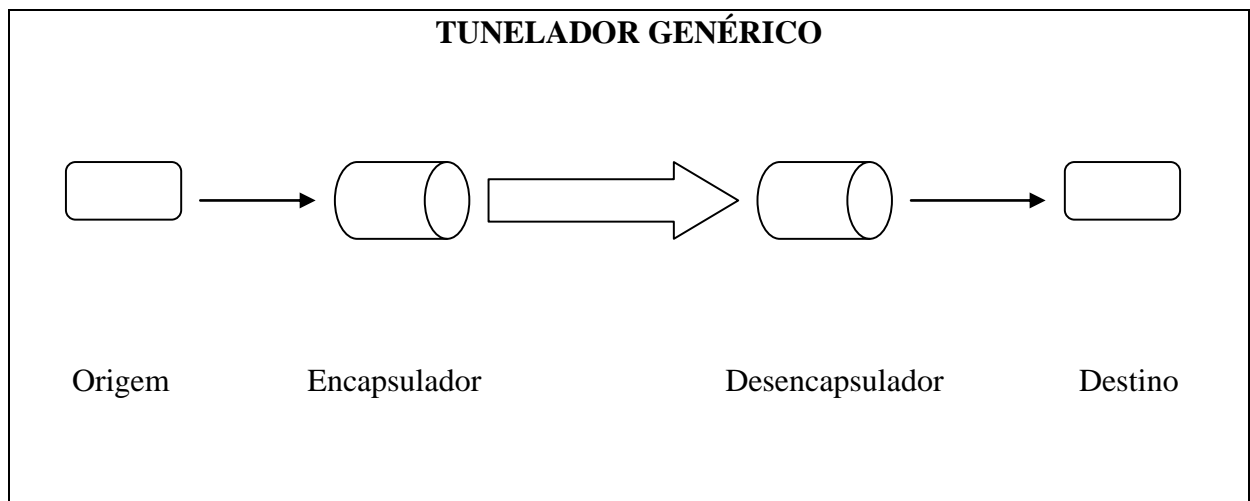 TUNELADOR GENÉRICO
Origem Encapsulador Desencapsulador Destino